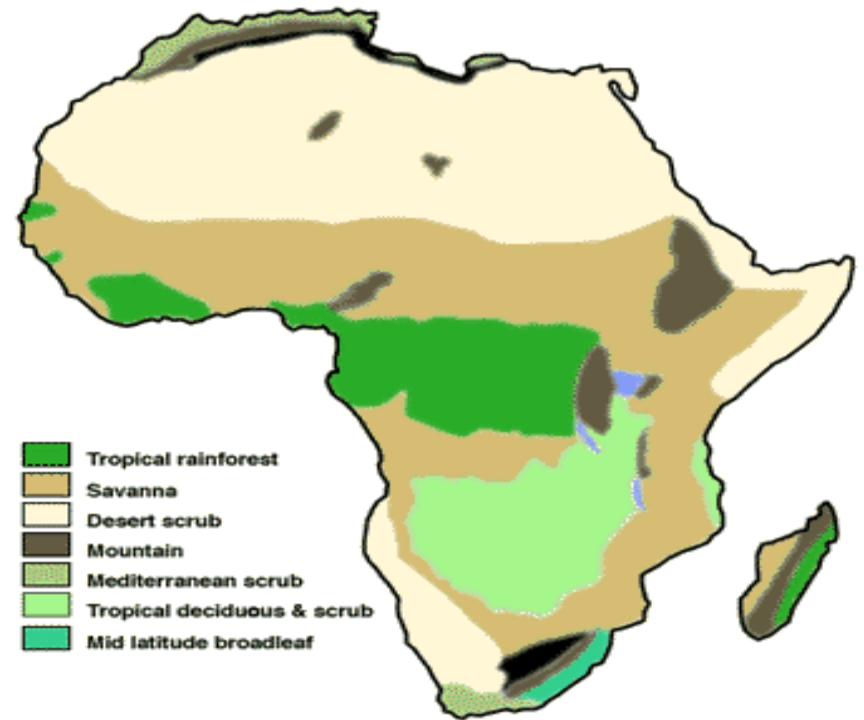 Tropical rainforest
Savanna
Desert scrub
Mountain
Mediterranean scrub
Tropical deciduous & scrub
Mid latitude broadleaf